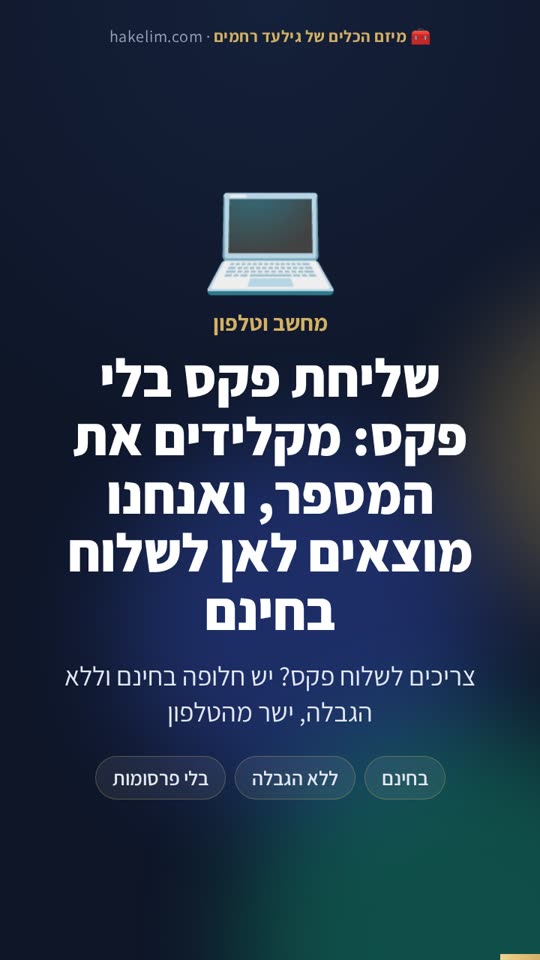 🧰 מיזם הכלים של גילעד רחמים · hakelim.com
מחשב וטלפון
שליחת פקס בלי
פקס: מקלידים את
המספר, ואנחנו
מוצאים לאן לשלוח
בחינם
צריכים לשלוח פקס? יש חלופה בחינם וללא
הגבלה, ישר מהטלפון
בחינם
ללא הגבלה
בלי פרסומות